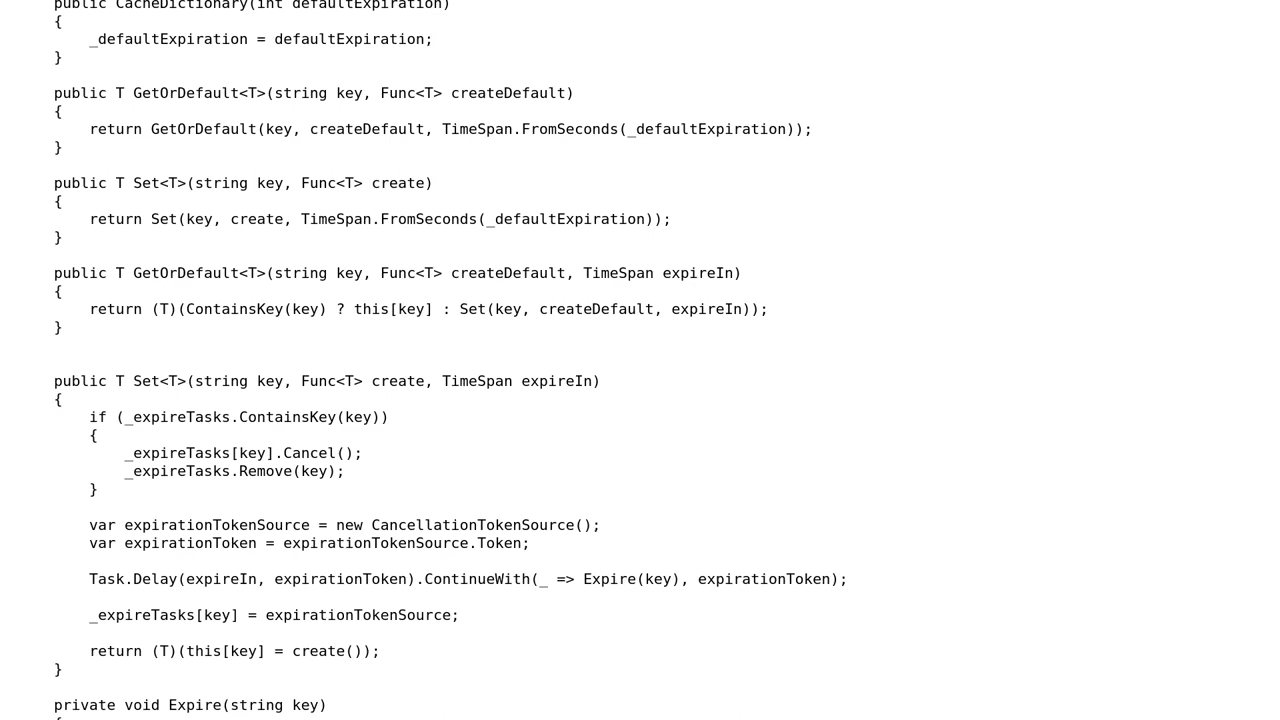 public CacheDictionary(int defaultExpiration)
{
    _defaultExpiration = defaultExpiration;
}

public T GetOrDefault<T>(string key, Func<T> createDefault)
{
    return GetOrDefault(key, createDefault, TimeSpan.FromSeconds(_defaultExpiration));
}

public T Set<T>(string key, Func<T> create)
{
    return Set(key, create, TimeSpan.FromSeconds(_defaultExpiration));
}

public T GetOrDefault<T>(string key, Func<T> createDefault, TimeSpan expireIn)
{
    return (T)(ContainsKey(key) ? this[key] : Set(key, createDefault, expireIn));
}


public T Set<T>(string key, Func<T> create, TimeSpan expireIn)
{
    if (_expireTasks.ContainsKey(key))
    {
        _expireTasks[key].Cancel();
        _expireTasks.Remove(key);
    }

    var expirationTokenSource = new CancellationTokenSource();
    var expirationToken = expirationTokenSource.Token;

    Task.Delay(expireIn, expirationToken).ContinueWith(_ => Expire(key), expirationToken);

    _expireTasks[key] = expirationTokenSource;

    return (T)(this[key] = create());
}

private void Expire(string key)
{